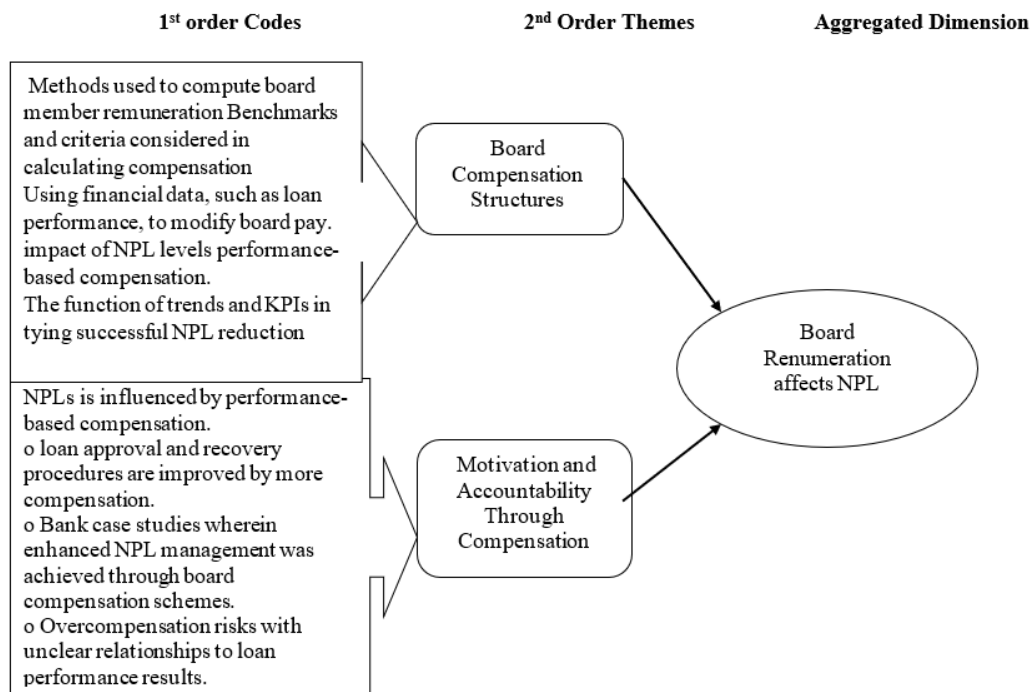 1st order Codes
2nd Order Themes
Aggregated Dimension
Methods used to compute board
member remuneration Benchmarks
and criteria considered in
calculating compensation
Using financial data, such as loan
performance, to modify board pay.
impact of NPL levels performance-
based compensation.
The function of trends and KPIs in
tying successful NPL reduction
Board
Compensation
Structures
NPLs is influenced by performance-
based compensation.
o loan approval and recovery
procedures are improved by more
compensation.
o Bank case studies wherein
enhanced NPL management was
achieved through board
compensation schemes.
o Overcompensation risks with
unclear relationships to loan
performance results.
Motivation and
Accountability
Through
Compensation
Board
Renumeration
affects NPL